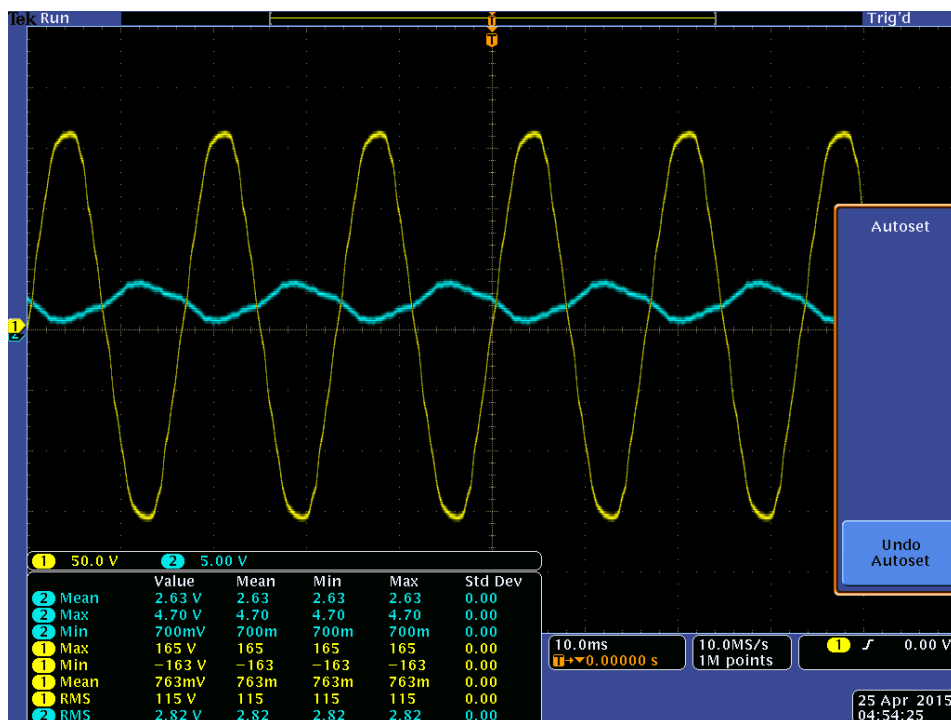 Tek Run Trig'd
T
T
1
2
Autoset
Undo
Autoset
1 50.0 V 2 5.00 V
Value Mean Min Max Std Dev
2 Mean 2.63 V 2.63 2.63 2.63 0.00
2 Max 4.70 V 4.70 4.70 4.70 0.00
2 Min 700mV 700m 700m 700m 0.00
1 Max 165 V 165 165 165 0.00
1 Min −163 V −163 −163 −163 0.00
1 Mean 763mV 763m 763m 763m 0.00
1 RMS 115 V 115 115 115 0.00
2 RMS 2.82 V 2.82 2.82 2.82 0.00
10.0ms
T→▼0.00000 s
10.0MS/s
1M points
1 0.00 V
25 Apr 2015
04:54:25